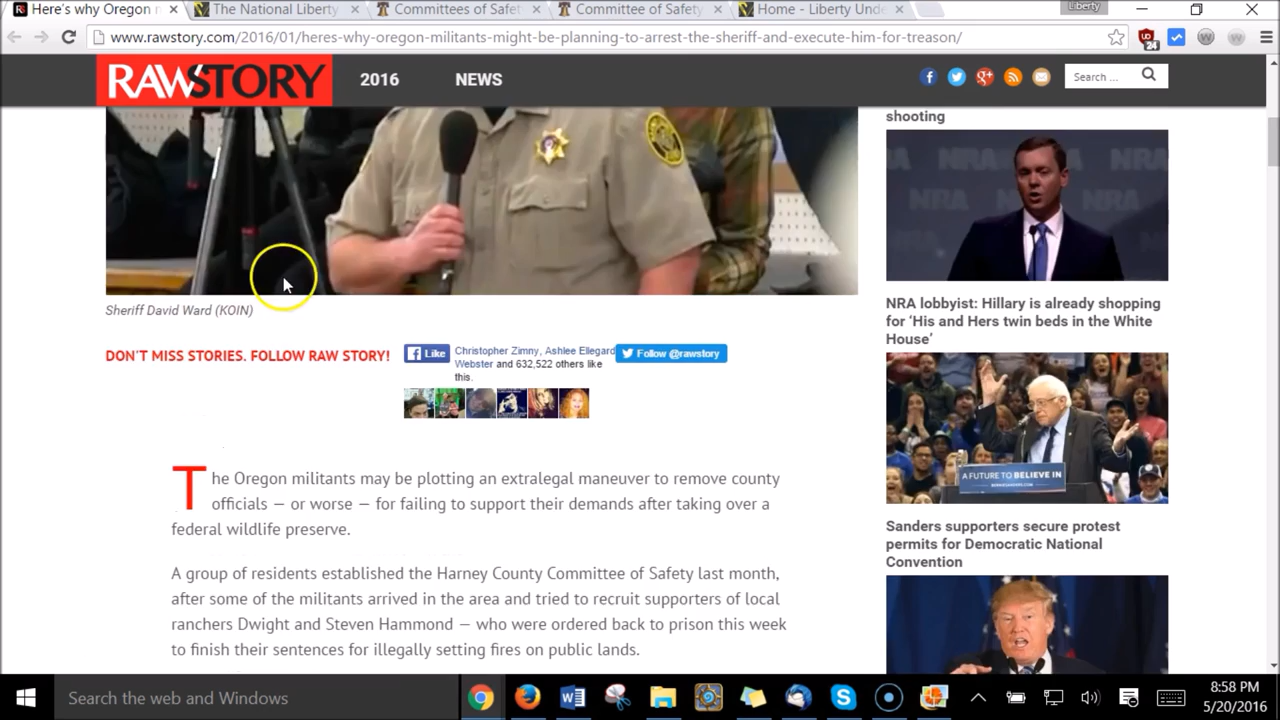 Here's why Oregon m
The National Liberty
Committees of Safet
Committee of Safety
Home - Liberty Und
Liberty
www.rawstory.com/2016/01/heres-why-oregon-militants-might-be-planning-to-arrest-the-sheriff-and-execute-him-for-treason/
24
RAWSTORY
2016
NEWS
Search ...
shooting
NRA
NRA lobbyist: Hillary is already shopping
for ‘His and Hers twin beds in the White
House’
Sheriff David Ward (KOIN)
DON'T MISS STORIES. FOLLOW RAW STORY!
Like
Christopher Zimny, Ashlee Ellegard
Webster and 632,522 others like
this.
Follow @rawstory
A FUTURE TO BELIEVE IN
The Oregon militants may be plotting an extralegal maneuver to remove county
officials — or worse — for failing to support their demands after taking over a
federal wildlife preserve.
Sanders supporters secure protest
permits for Democratic National
Convention
A group of residents established the Harney County Committee of Safety last month,
after some of the militants arrived in the area and tried to recruit supporters of local
ranchers Dwight and Steven Hammond — who were ordered back to prison this week
to finish their sentences for illegally setting fires on public lands.
Search the web and Windows
8:58 PM
5/20/2016